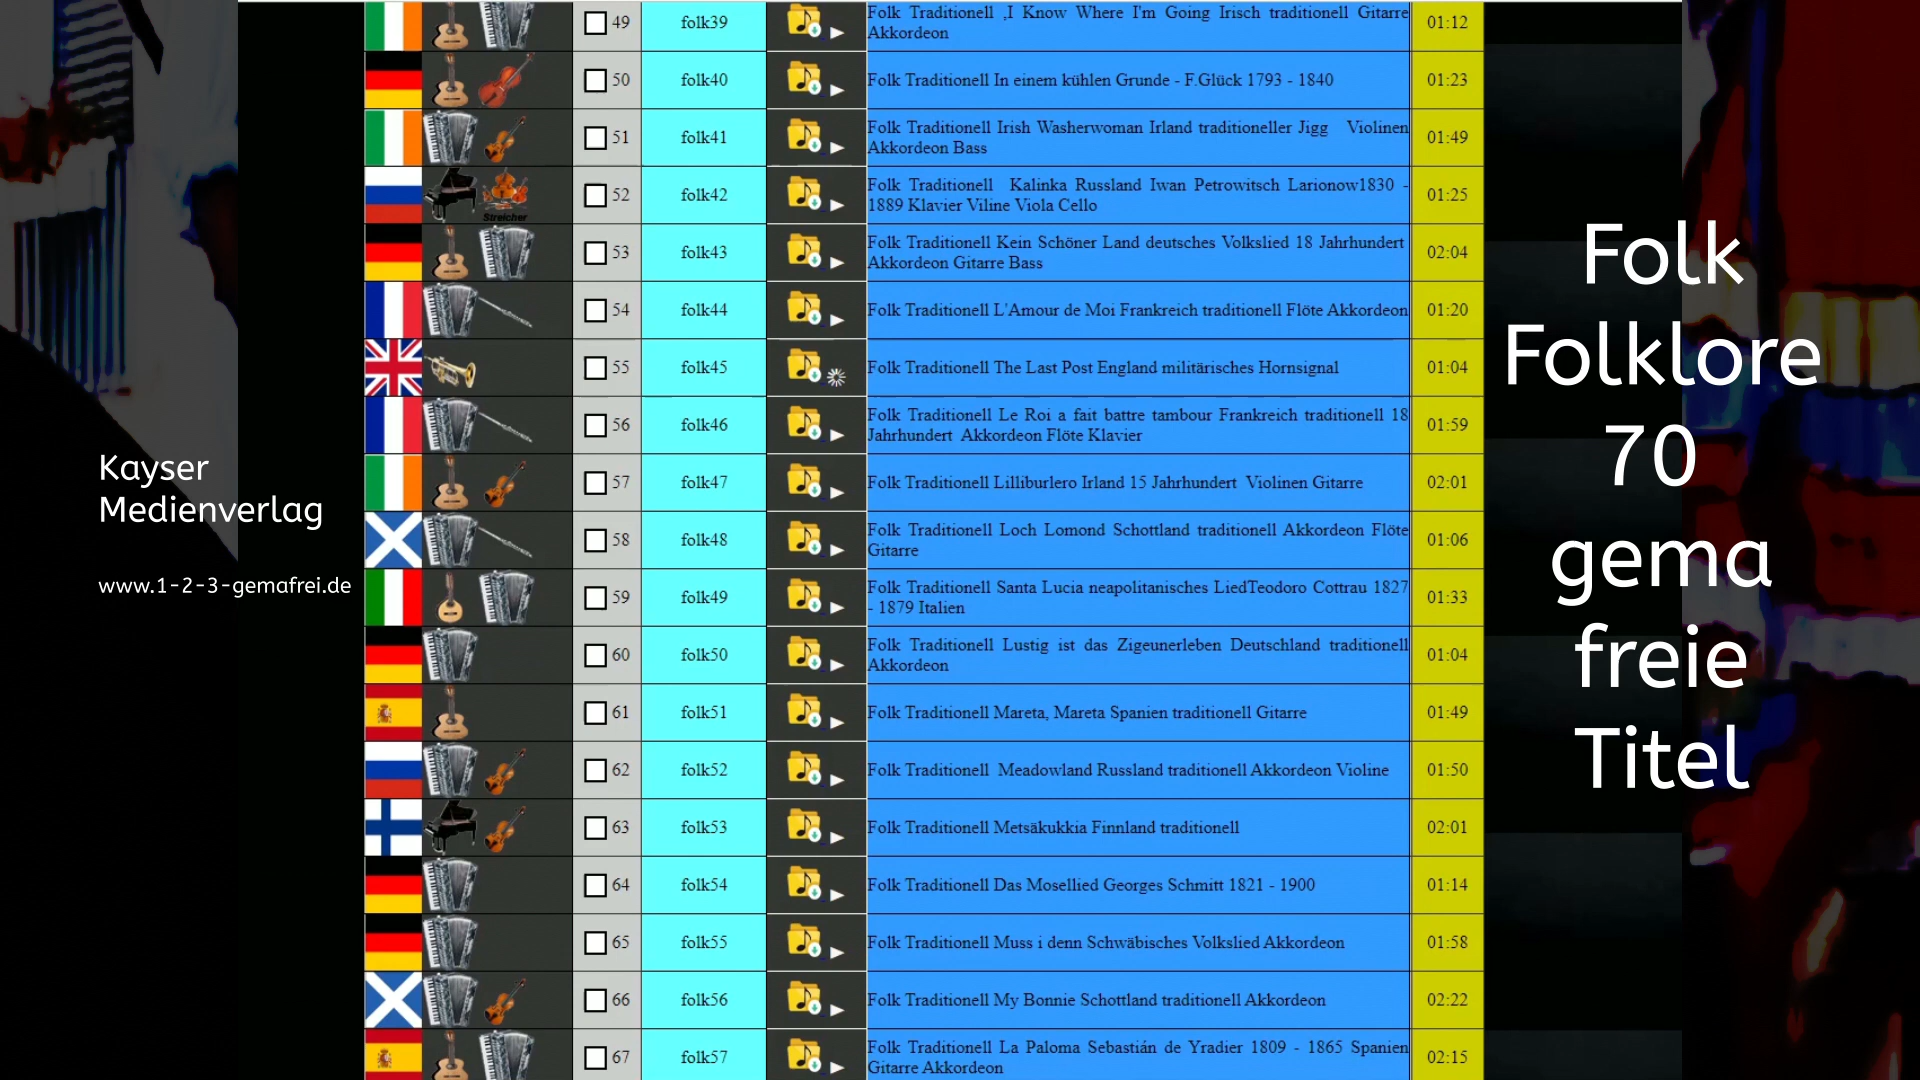 Kayser
Medienverlag
www.1-2-3-gemafrei.de
49 folk39 Folk Traditionell ,I Know Where I'm Going Irisch traditionell Gitarre 01:12
Akkordeon
50 folk40 Folk Traditionell In einem kühlen Grunde - F.Glück 1793 - 1840 01:23
51 folk41 Folk Traditionell Irish Washerwoman Irland traditioneller Jigg Violinen 01:49
Akkordeon Bass
52 folk42 Folk Traditionell Kalinka Russland Iwan Petrowitsch Larionow1830 - 01:25
1889 Klavier Viline Viola Cello
Streicher
53 folk43 Folk Traditionell Kein Schöner Land deutsches Volkslied 18 Jahrhundert 02:04
Akkordeon Gitarre Bass
54 folk44 Folk Traditionell L'Amour de Moi Frankreich traditionell Flöte Akkordeon 01:20
55 folk45 Folk Traditionell The Last Post England militärisches Hornsignal 01:04
56 folk46 Folk Traditionell Le Roi a fait battre tambour Frankreich traditionell 18 01:59
Jahrhundert Akkordeon Flöte Klavier
57 folk47 Folk Traditionell Lilliburlero Irland 15 Jahrhundert Violinen Gitarre 02:01
58 folk48 Folk Traditionell Loch Lomond Schottland traditionell Akkordeon Flöte 01:06
Gitarre
59 folk49 Folk Traditionell Santa Lucia neapolitanisches LiedTeodoro Cottrau 1827 01:33
- 1879 Italien
60 folk50 Folk Traditionell Lustig ist das Zigeunerleben Deutschland traditionell 01:04
Akkordeon
61 folk51 Folk Traditionell Mareta, Mareta Spanien traditionell Gitarre 01:49
62 folk52 Folk Traditionell Meadowland Russland traditionell Akkordeon Violine 01:50
63 folk53 Folk Traditionell Metsäkukkia Finnland traditionell 02:01
64 folk54 Folk Traditionell Das Mosellied Georges Schmitt 1821 - 1900 01:14
65 folk55 Folk Traditionell Muss i denn Schwäbisches Volkslied Akkordeon 01:58
66 folk56 Folk Traditionell My Bonnie Schottland traditionell Akkordeon 02:22
67 folk57 Folk Traditionell La Paloma Sebastián de Yradier 1809 - 1865 Spanien 02:15
Gitarre Akkordeon
Folk
Folklore
70
gema
freie
Titel